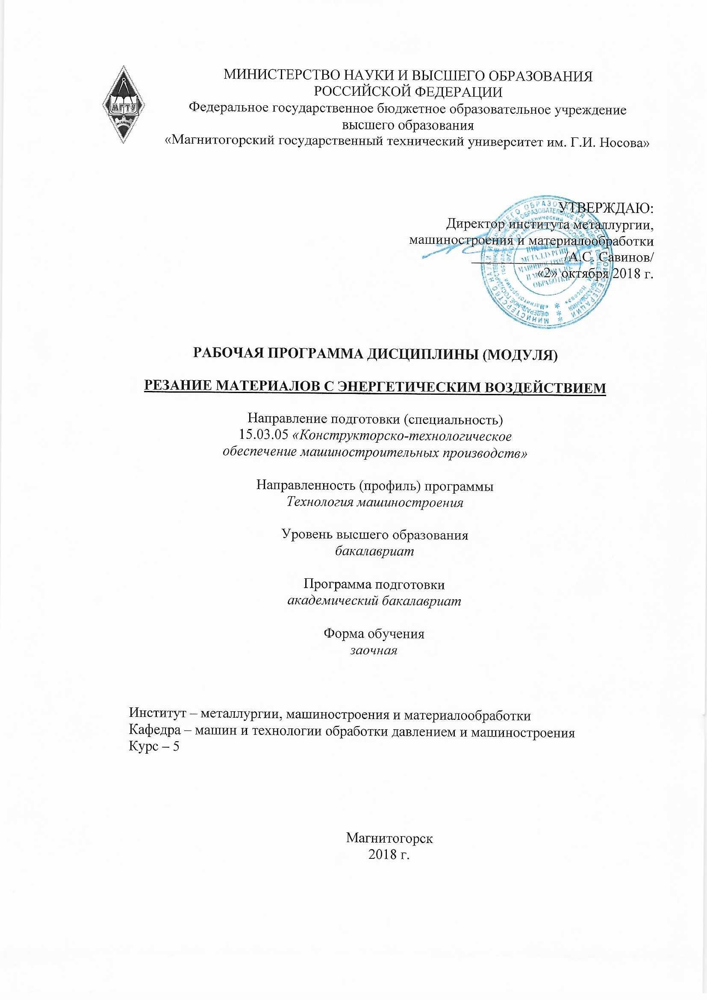 МИНИСТЕРСТВО НАУКИ И ВЫСШЕГО ОБРАЗОВАНИЯ
РОССИЙСКОЙ ФЕДЕРАЦИИ
Федеральное государственное бюджетное образовательное учреждение
высшего образования
«Магнитогорский государственный технический университет им. Г.И. Носова»
МГТУ
УТВЕРЖДАЮ:
Директор института металлургии,
машиностроения и материалообработки
/А.С. Савинов/
«2» октября 2018 г.
РАБОЧАЯ ПРОГРАММА ДИСЦИПЛИНЫ (МОДУЛЯ)
РЕЗАНИЕ МАТЕРИАЛОВ С ЭНЕРГЕТИЧЕСКИМ ВОЗДЕЙСТВИЕМ
Направление подготовки (специальность)
15.03.05 «Конструкторско-технологическое
обеспечение машиностроительных производств»
Направленность (профиль) программы
Технология машиностроения
Уровень высшего образования
бакалавриат
Программа подготовки
академический бакалавриат
Форма обучения
заочная
Институт – металлургии, машиностроения и материалообработки
Кафедра – машин и технологии обработки давлением и машиностроения
Курс – 5
Магнитогорск
2018 г.